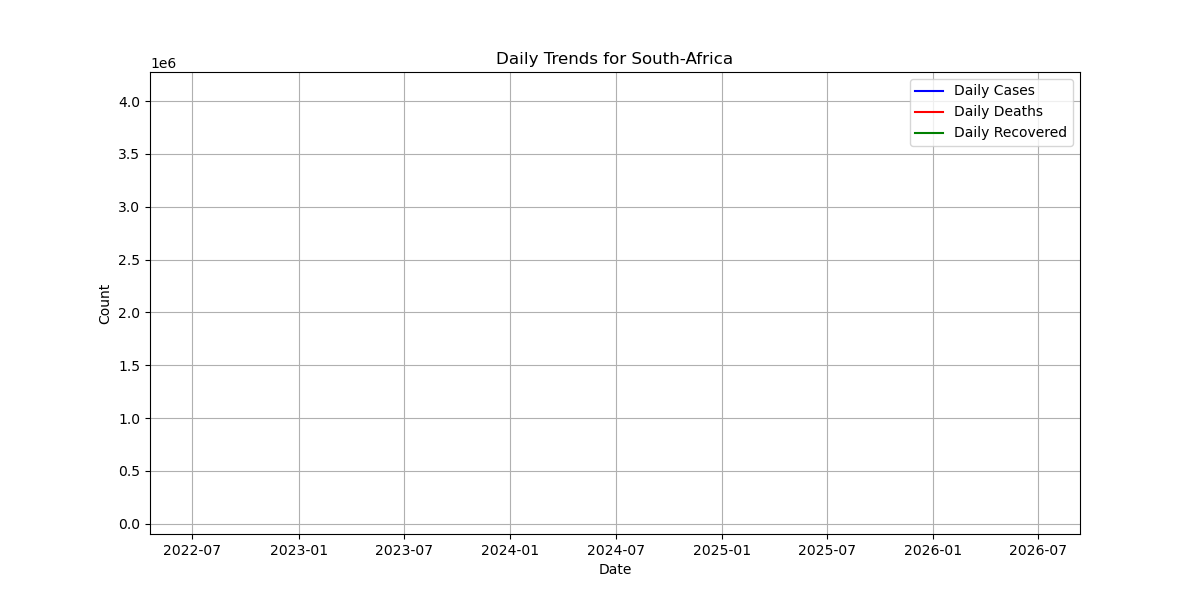 Daily Trends for South-Africa
1e6
Daily Cases
Daily Deaths
Daily Recovered
4.0
3.5
3.0
2.5
2.0
1.5
1.0
0.5
0.0
Count
2022-07 2023-01 2023-07 2024-01 2024-07 2025-01 2025-07 2026-01 2026-07
Date